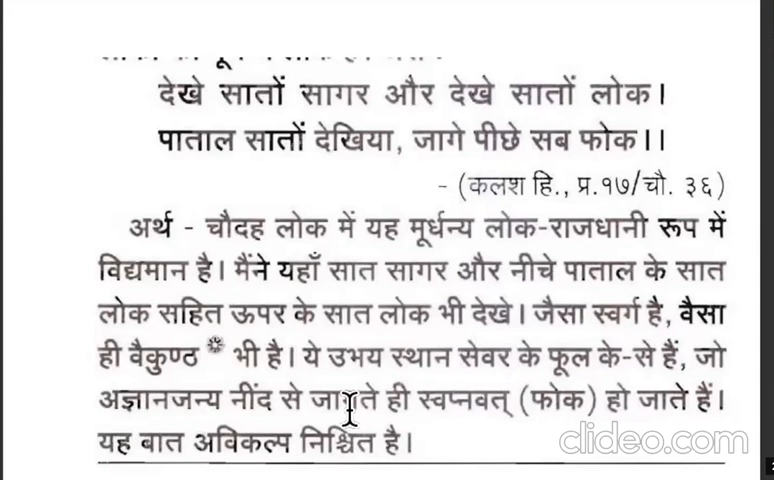 देखे सातों सागर और देखे सातों लोक।
पाताल सातों देखिया, जागे पीछे सब फोक।।
- (कलश हि., प्र.१७/चौ. ३६)
अर्थ - चौदह लोक में यह मूर्धन्य लोक-राजधानी रूप में
विद्यमान है। मैंने यहाँ सात सागर और नीचे पाताल के सात
लोक सहित ऊपर के सात लोक भी देखे। जैसा स्वर्ग है, वैसा
ही वैकुण्ठ * भी है। ये उभय स्थान सेवर के फूल के-से हैं, जो
अज्ञानजन्य नींद से जागते ही स्वप्नवत् (फोक) हो जाते हैं।
यह बात अविकल्प निश्चित है।
clideo.com